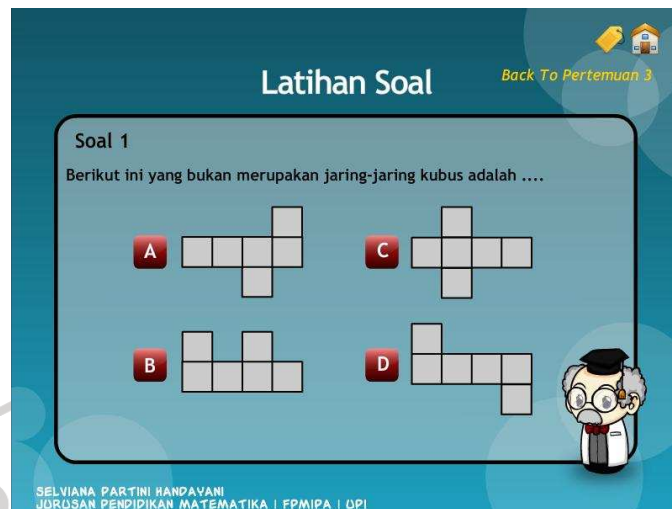 Back To Pertemuan 3
Latihan Soal
Soal 1
Berikut ini yang bukan merupakan jaring-jaring kubus adalah ....
A
C
B
D
SELVIANA PARTINI HANDAYANI
JURUSAN PENDIDIKAN MATEMATIKA | FPMIPA | UPI